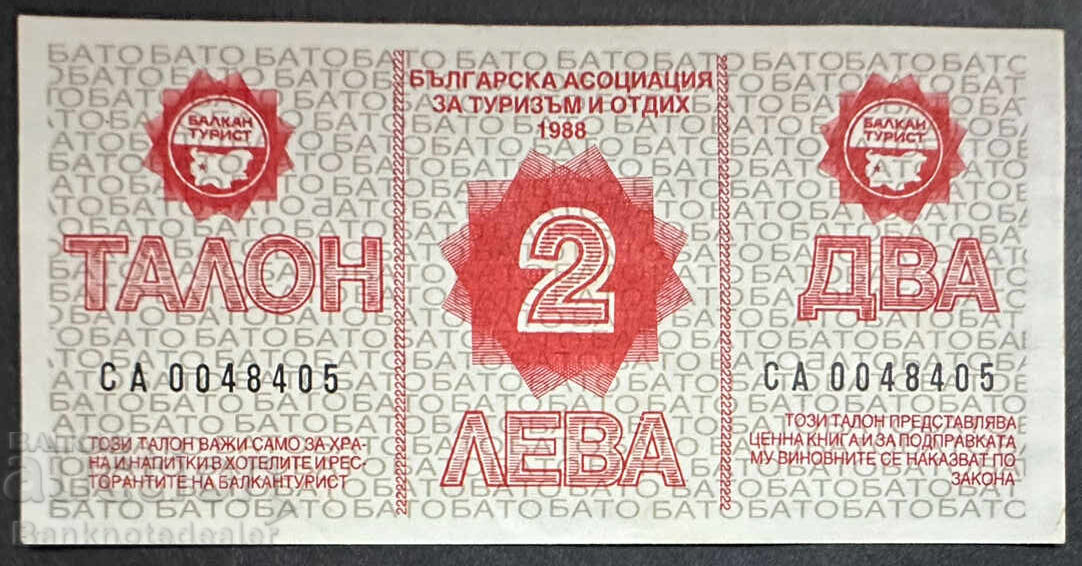 БЪЛГАРСКА АСОЦИАЦИЯ
ЗА ТУРИЗЪМ И ОТДИХ
1988
БАЛКАН
ТУРИСТ
БАЛКАН
ТУРИСТ
ТАЛОН
2
ДВА
СА 0048405
СА 0048405
ЛЕВА
ТОЗИ ТАЛОН ВАЖИ САМО ЗА ХРА-
НА И НАПИТКИ В ХОТЕЛИТЕ И РЕС-
ТОРАНТИТЕ НА БАЛКАНТУРИСТ
ТОЗИ ТАЛОН ПРЕДСТАВЛЯВА
ЦЕННА КНИГА И ЗА ПОДПРАВКАТА
МУ ВИНОВНИТЕ СЕ НАКАЗВАТ ПО
ЗАКОНА
Banknotedealer